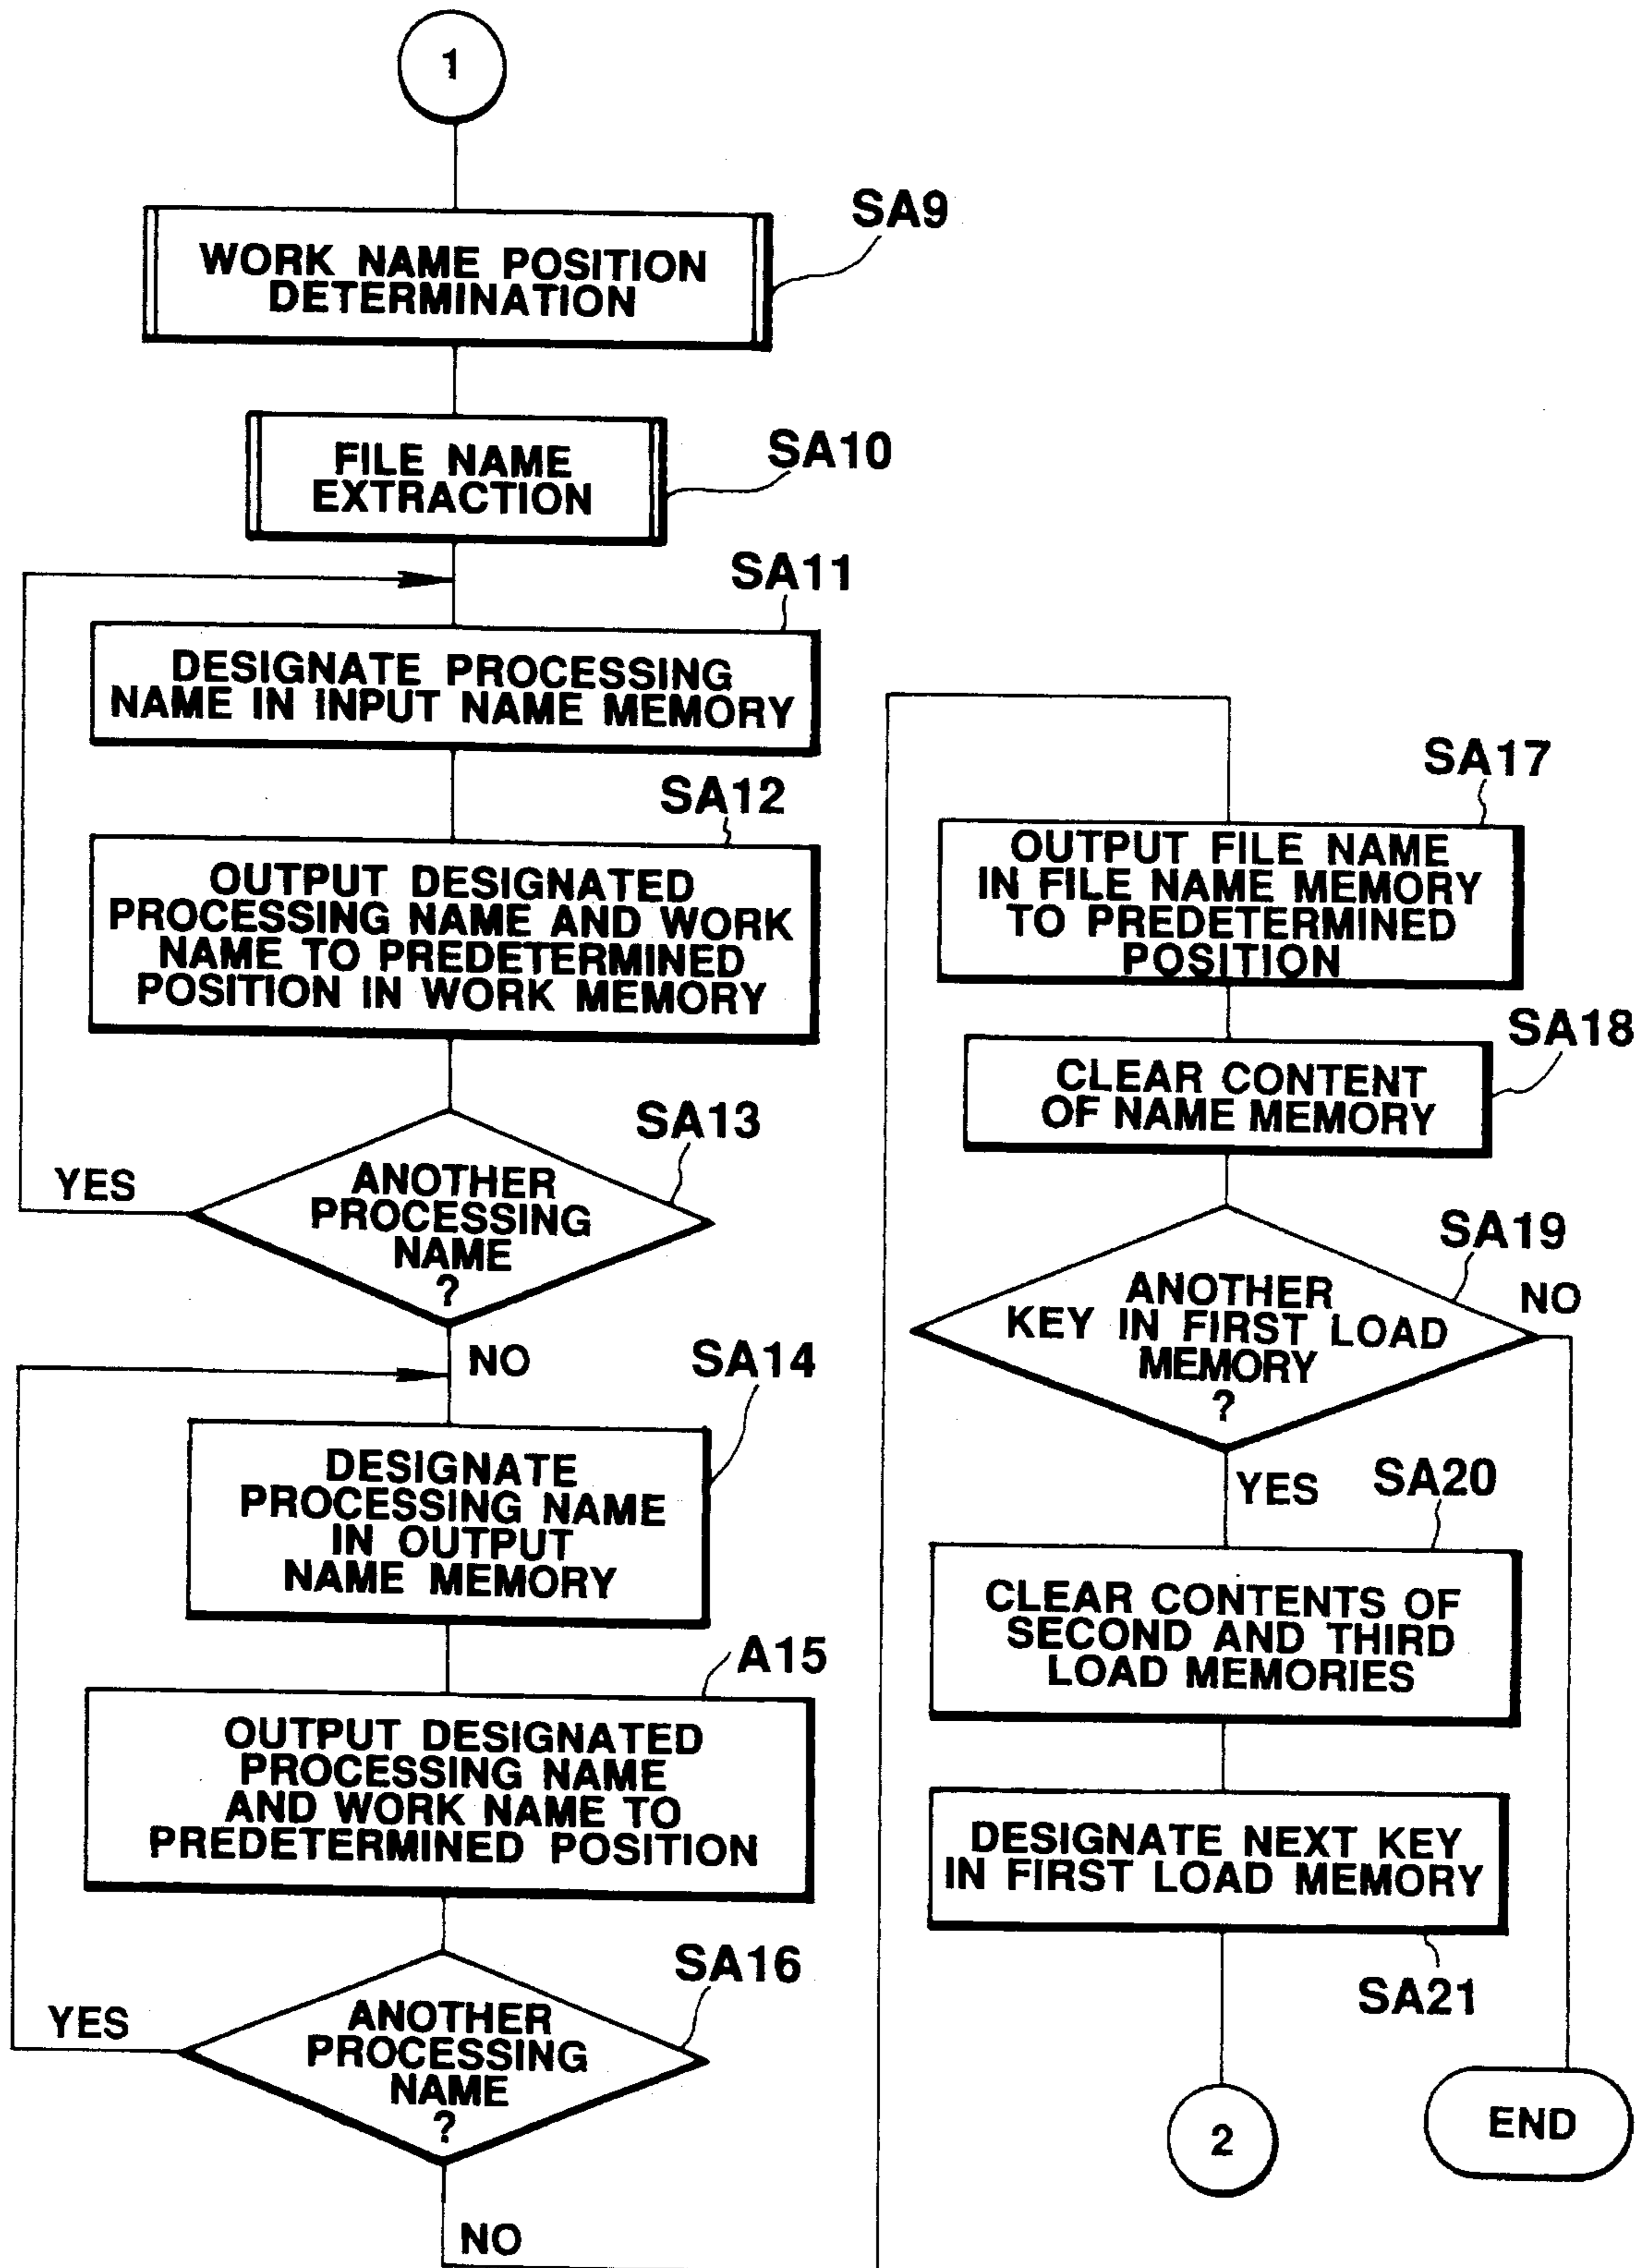 1
SA9
WORK NAME POSITION
DETERMINATION
SA10
FILE NAME
EXTRACTION
SA11
DESIGNATE PROCESSING
NAME IN INPUT NAME MEMORY
SA12
OUTPUT DESIGNATED
PROCESSING NAME AND WORK
NAME TO PREDETERMINED
POSITION IN WORK MEMORY
SA13
YES
ANOTHER
PROCESSING
NAME
?
NO
SA14
DESIGNATE
PROCESSING NAME
IN OUTPUT
NAME MEMORY
A15
OUTPUT DESIGNATED
PROCESSING NAME
AND WORK NAME TO
PREDETERMINED POSITION
SA16
YES
ANOTHER
PROCESSING
NAME
?
NO
SA17
OUTPUT FILE NAME
IN FILE NAME MEMORY
TO PREDETERMINED
POSITION
SA18
CLEAR CONTENT
OF NAME MEMORY
SA19
ANOTHER
KEY IN FIRST LOAD
MEMORY
?
NO
YES
SA20
CLEAR CONTENTS OF
SECOND AND THIRD
LOAD MEMORIES
DESIGNATE NEXT KEY
IN FIRST LOAD MEMORY
SA21
2
END